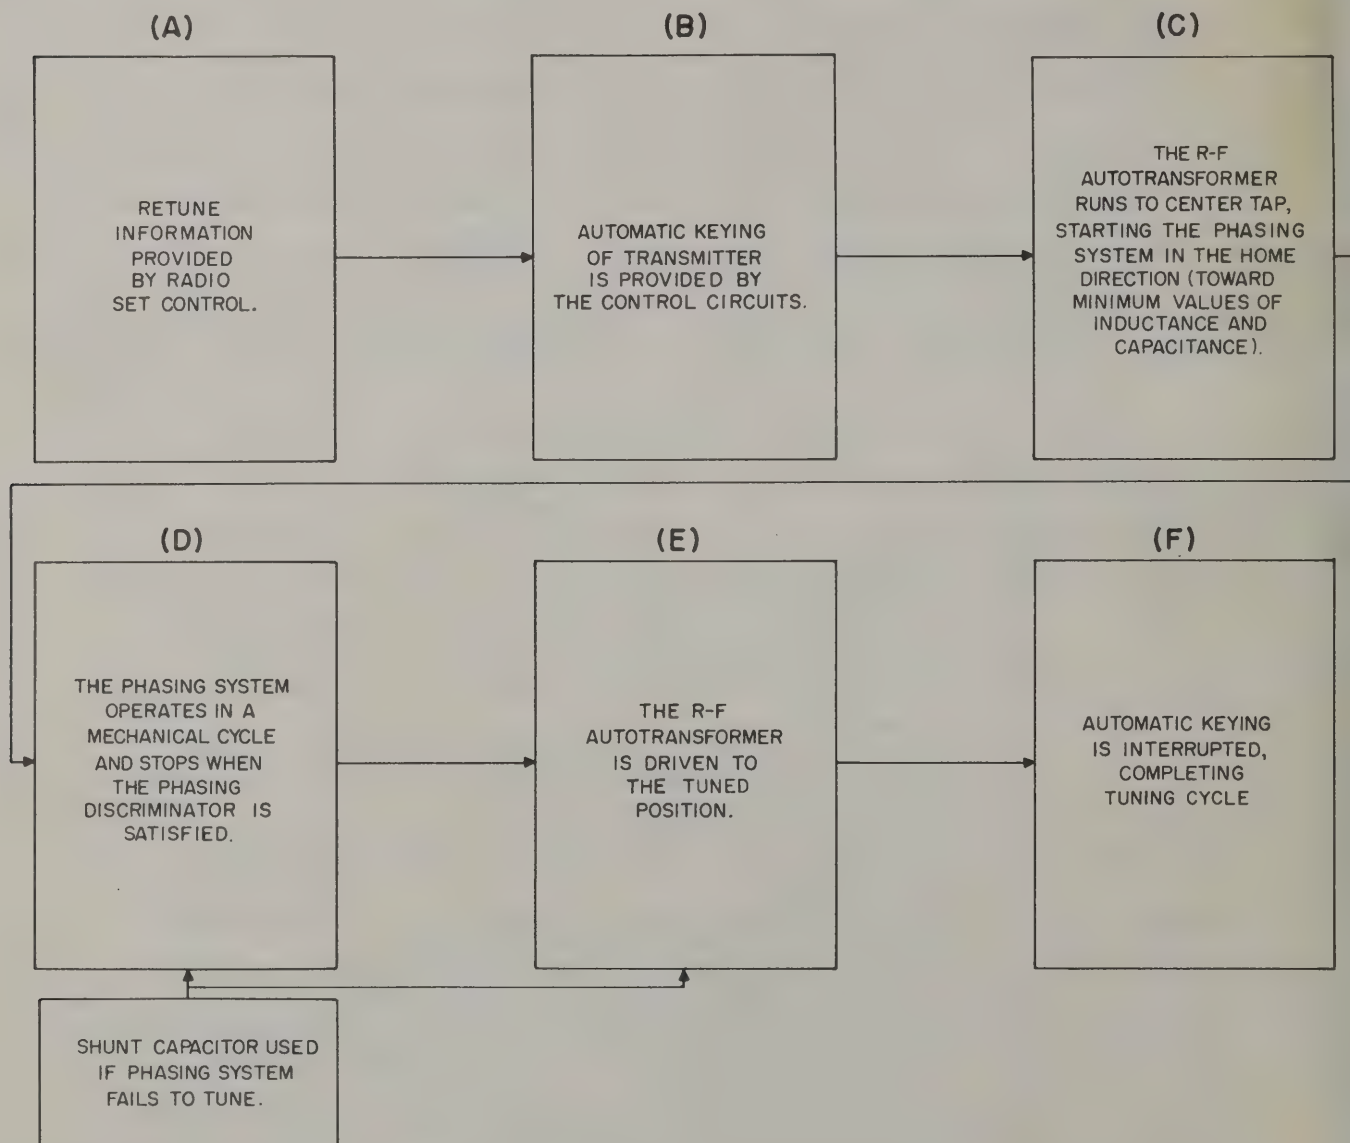 (A)
RETUNE
INFORMATION
PROVIDED
BY RADIO
SET CONTROL.
(B)
AUTOMATIC KEYING
OF TRANSMITTER
IS PROVIDED BY
THE CONTROL CIRCUITS.
(C)
THE R-F
AUTOTRANSFORMER
RUNS TO CENTER TAP,
STARTING THE PHASING
SYSTEM IN THE HOME
DIRECTION (TOWARD
MINIMUM VALUES OF
INDUCTANCE AND
CAPACITANCE).
(D)
THE PHASING SYSTEM
OPERATES IN A
MECHANICAL CYCLE
AND STOPS WHEN
THE PHASING
DISCRIMINATOR IS
SATISFIED.
(E)
THE R-F
AUTOTRANSFORMER
IS DRIVEN TO
THE TUNED
POSITION.
(F)
AUTOMATIC KEYING
IS INTERRUPTED,
COMPLETING
TUNING CYCLE
SHUNT CAPACITOR USED
IF PHASING SYSTEM
FAILS TO TUNE.